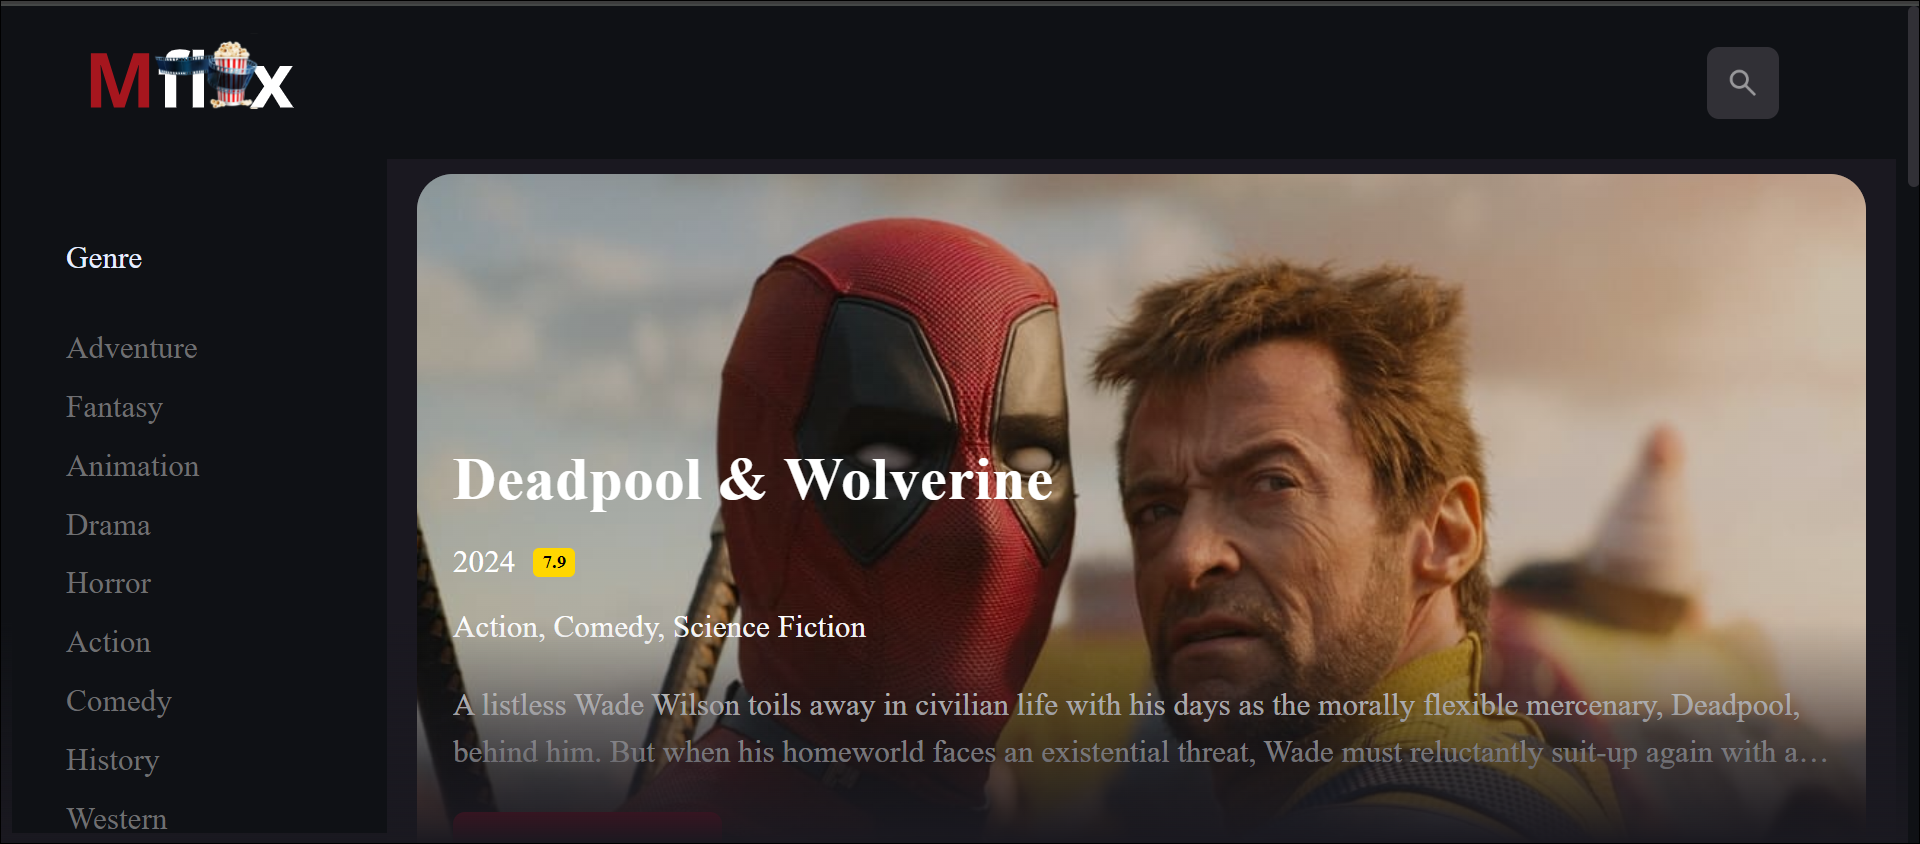 Mflix
Genre
Adventure
Fantasy
Animation
Drama
Horror
Action
Comedy
History
Western
Deadpool & Wolverine
2024 7.9
Action, Comedy, Science Fiction
A listless Wade Wilson toils away in civilian life with his days as the morally flexible mercenary, Deadpool,
behind him. But when his homeworld faces an existential threat, Wade must reluctantly suit-up again with a…